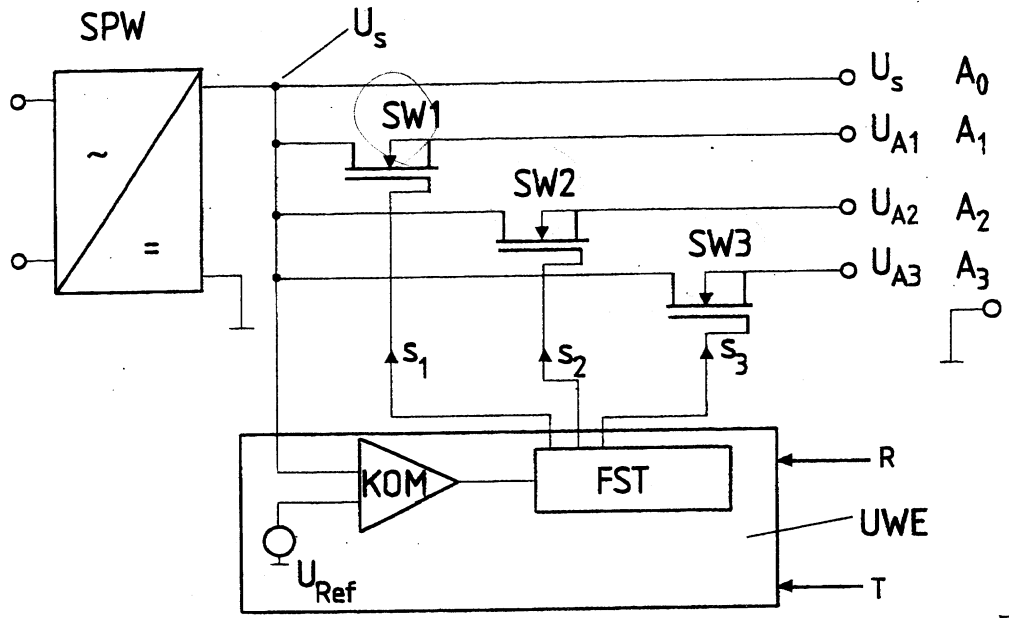 SPW
U_s
U_s A_0
SW1
U_A1 A_1
SW2
U_A2 A_2
~
=
SW3
U_A3 A_3
s_1
s_2
s_3
KOM
FST
R
UWE
U_Ref
T